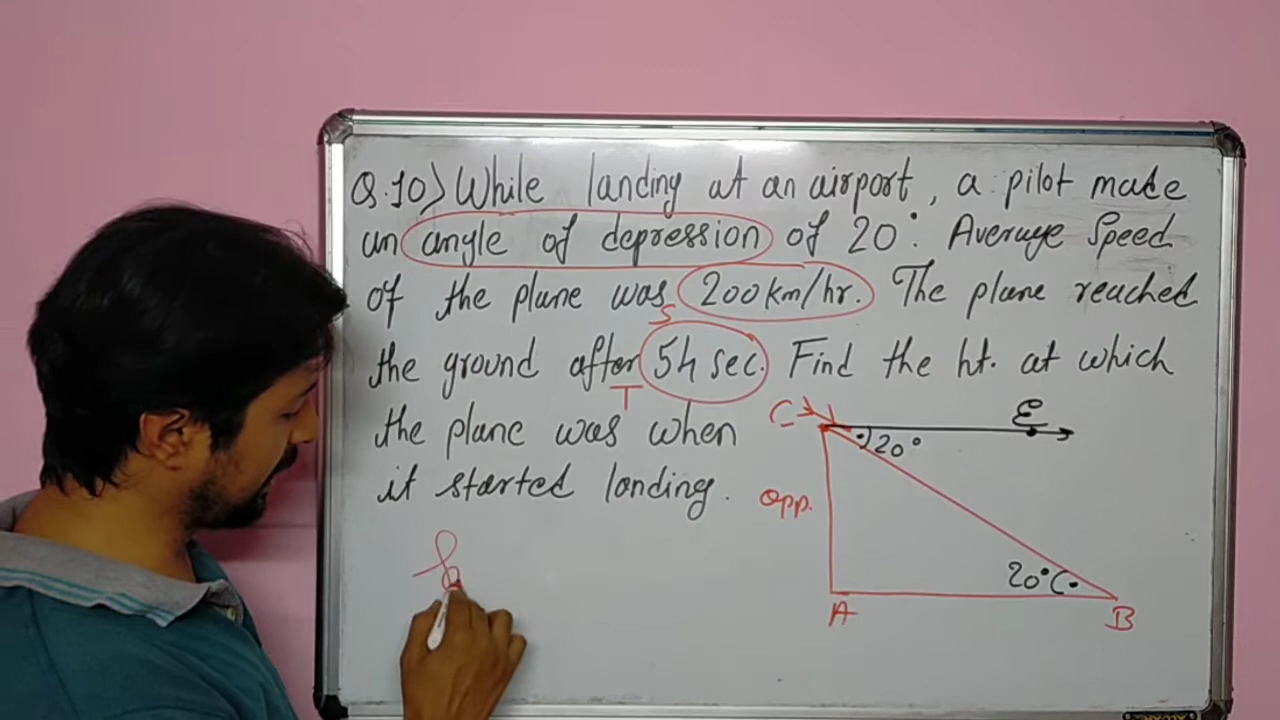 Q.10) While landing at an airport, a pilot made
an angle of depression of 20°. Average Speed
of the plane was 200 km/hr. The plane reached
S
the ground after 54 sec. Find the ht. at which
T
the plane was when
it started landing.
C
E
20°
opp.
20°
A
B